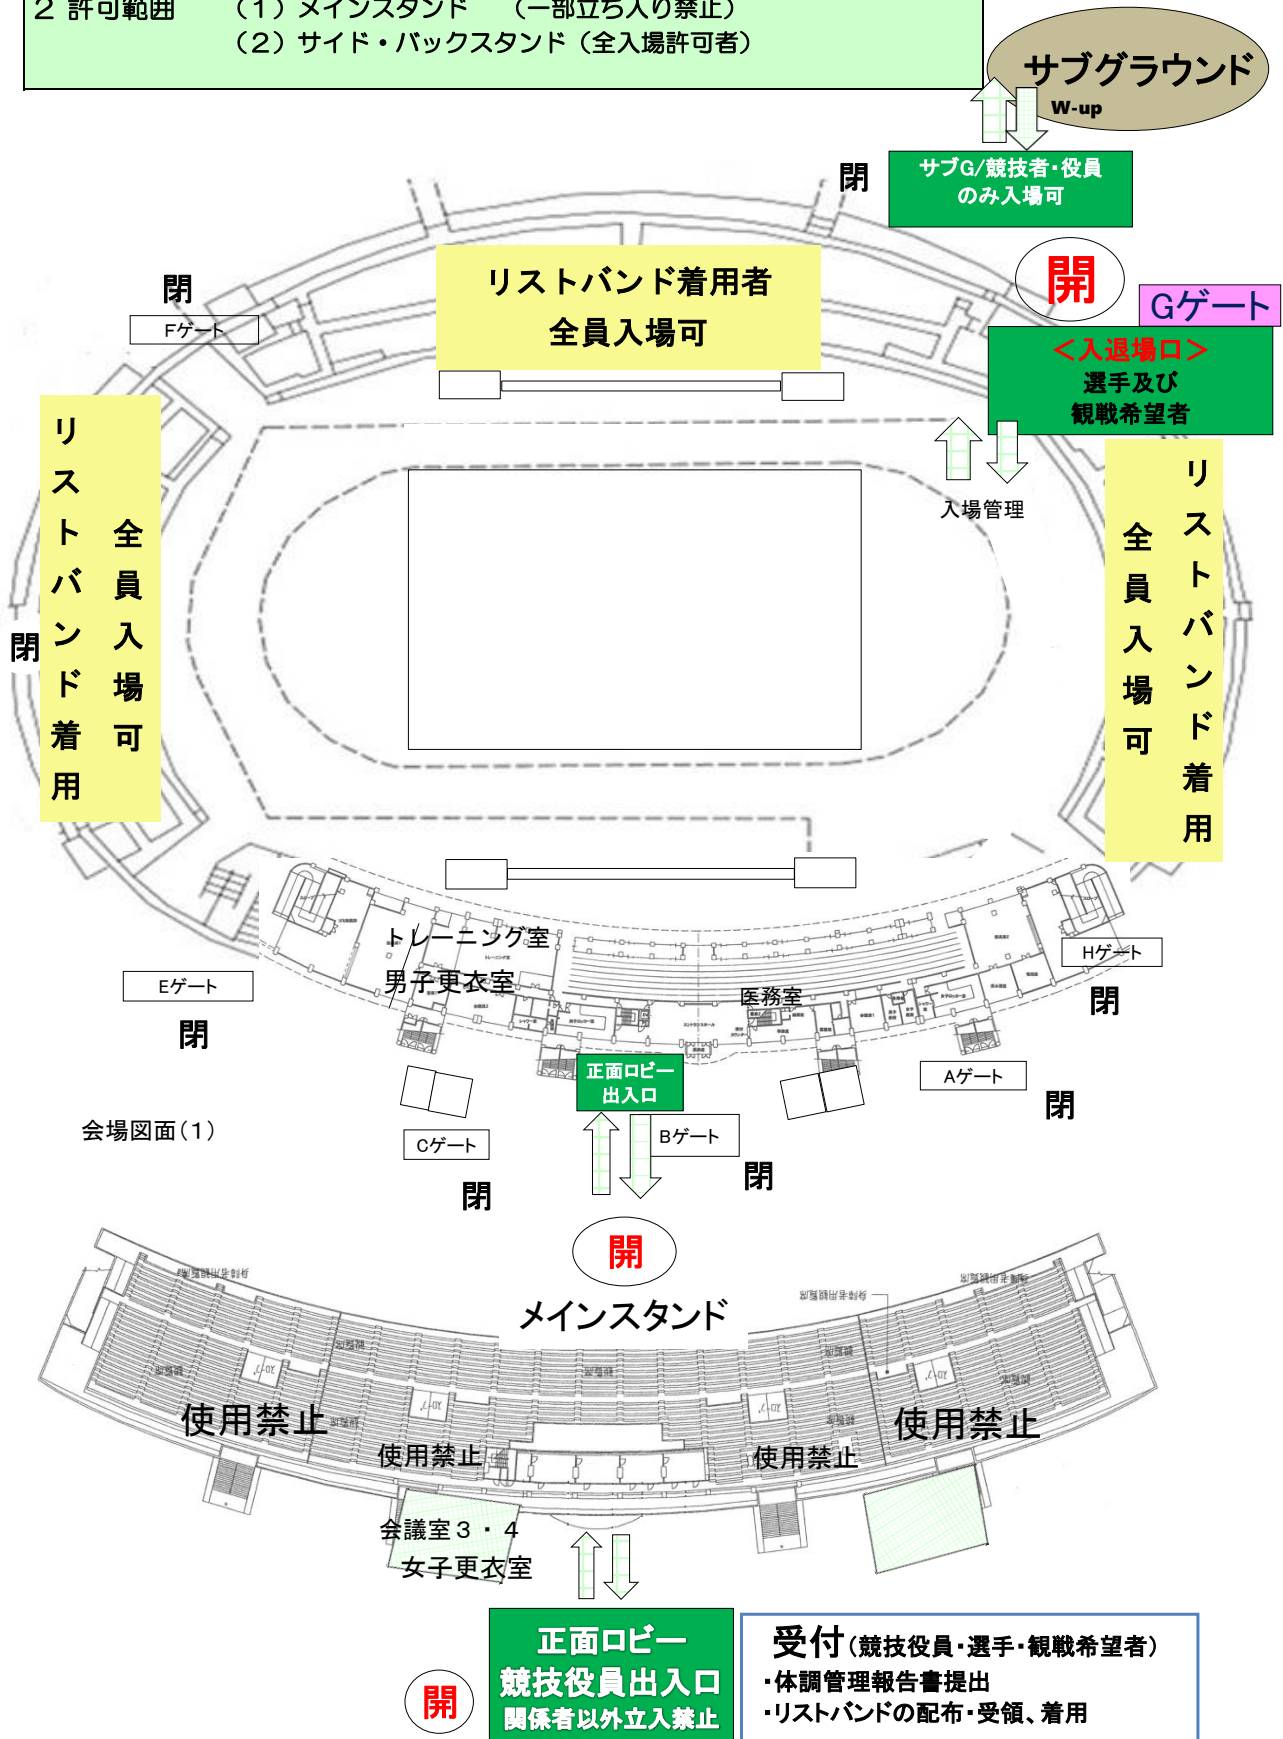 2 許可範囲　（1）メインスタンド　（一部立ち入り禁止）
（2）サイド・バックスタンド（全入場許可者）
サブグラウンド
W-up
閉
サブG/競技者・役員
のみ入場可
リストバンド着用者
全員入場可
開
Gゲート
＜入退場口＞
選手及び
観戦希望者
閉
Fゲート
入場管理
リストバンド着用
全員入場可
閉
リストバンド着用
全員入場可
トレーニング室
男子更衣室
医務室
Hゲート
閉
Eゲート
閉
正面ロビー
出入口
Aゲート
閉
会場図面（1）
Cゲート
閉
Bゲート
閉
開
メインスタンド
使用禁止
使用禁止
使用禁止
使用禁止
会議室3・4
女子更衣室
正面ロビー
競技役員出入口
関係者以外立入禁止
開
受付（競技役員・選手・観戦希望者）
・体調管理報告書提出
・リストバンドの配布・受領、着用